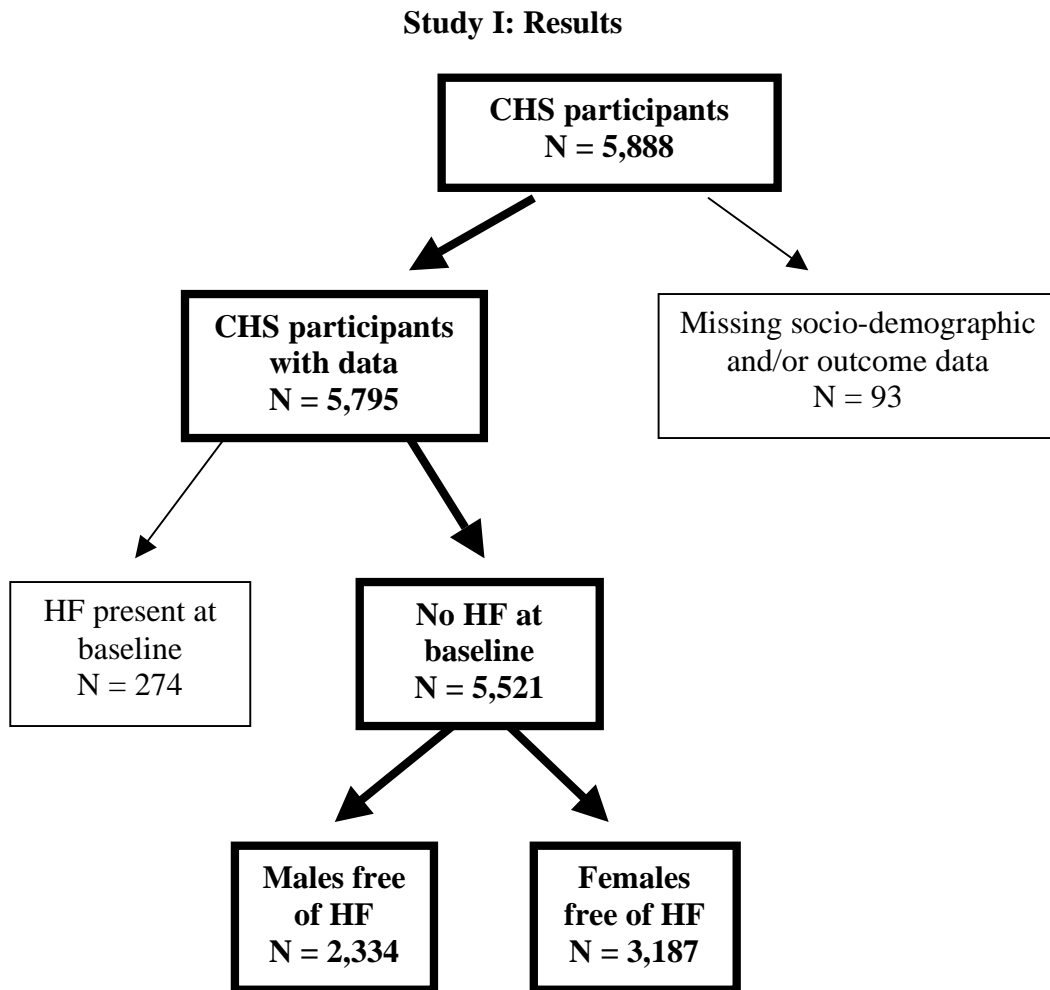 Study I: Results
CHS participants
N = 5,888
CHS participants
with data
N = 5,795
Missing socio-demographic
and/or outcome data
N = 93
HF present at
baseline
N = 274
No HF at
baseline
N = 5,521
Males free
of HF
N = 2,334
Females
free of HF
N = 3,187